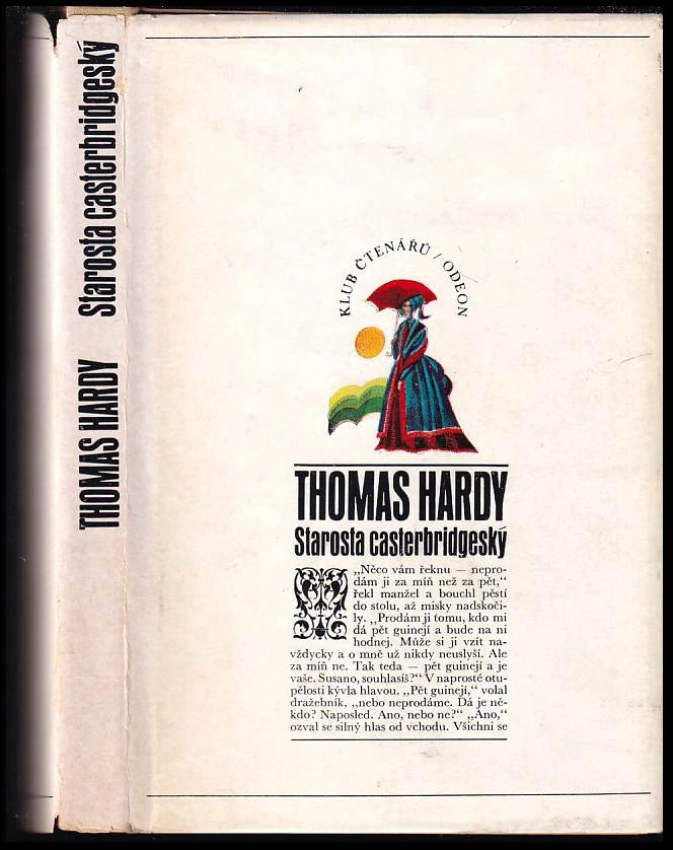 THOMAS HARDY Starosta casterbridgeský
KLUB ČTENÁŘŮ / ODEON
THOMAS HARDY
Starosta casterbridgeský
„Něco vám řeknu — nepro-
dám ji za míň než za pět,“
řekl manžel a bouchl pěstí
do stolu, až misky nadskoči-
ly. „Prodám ji tomu, kdo mi
dá pět guinejí a bude na ni
hodnej. Může si ji vzít na-
vždycky a o mně už nikdy neuslyší. Ale
za míň ne. Tak teda — pět guinejí a je
vaše. Susano, souhlasíš?“ V naprosté otu-
pělosti kývla hlavou. „Pět guinejí,“ volal
dražebník, „nebo neprodáme. Dá je ně-
kdo? Naposled. Ano, nebo ne?“ „Ano,“
ozval se silný hlas od vchodu. Všichni se